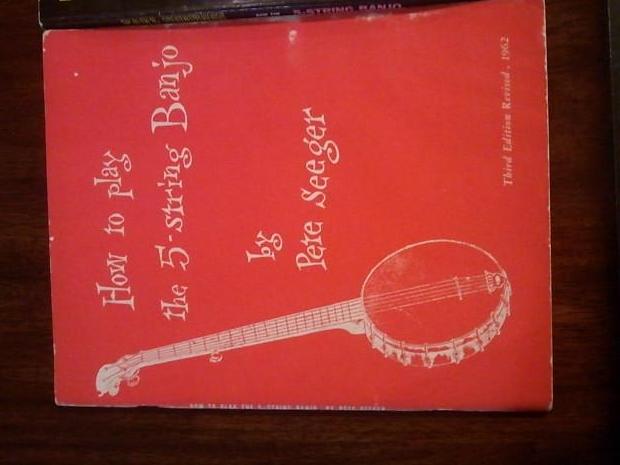 How to play
the 5-string Banjo
by
Pete Seeger
Third Edition Revised, 1962
HOW TO PLAY THE 5-STRING BANJO BY PETE SEEGER
5-STRING BANJO